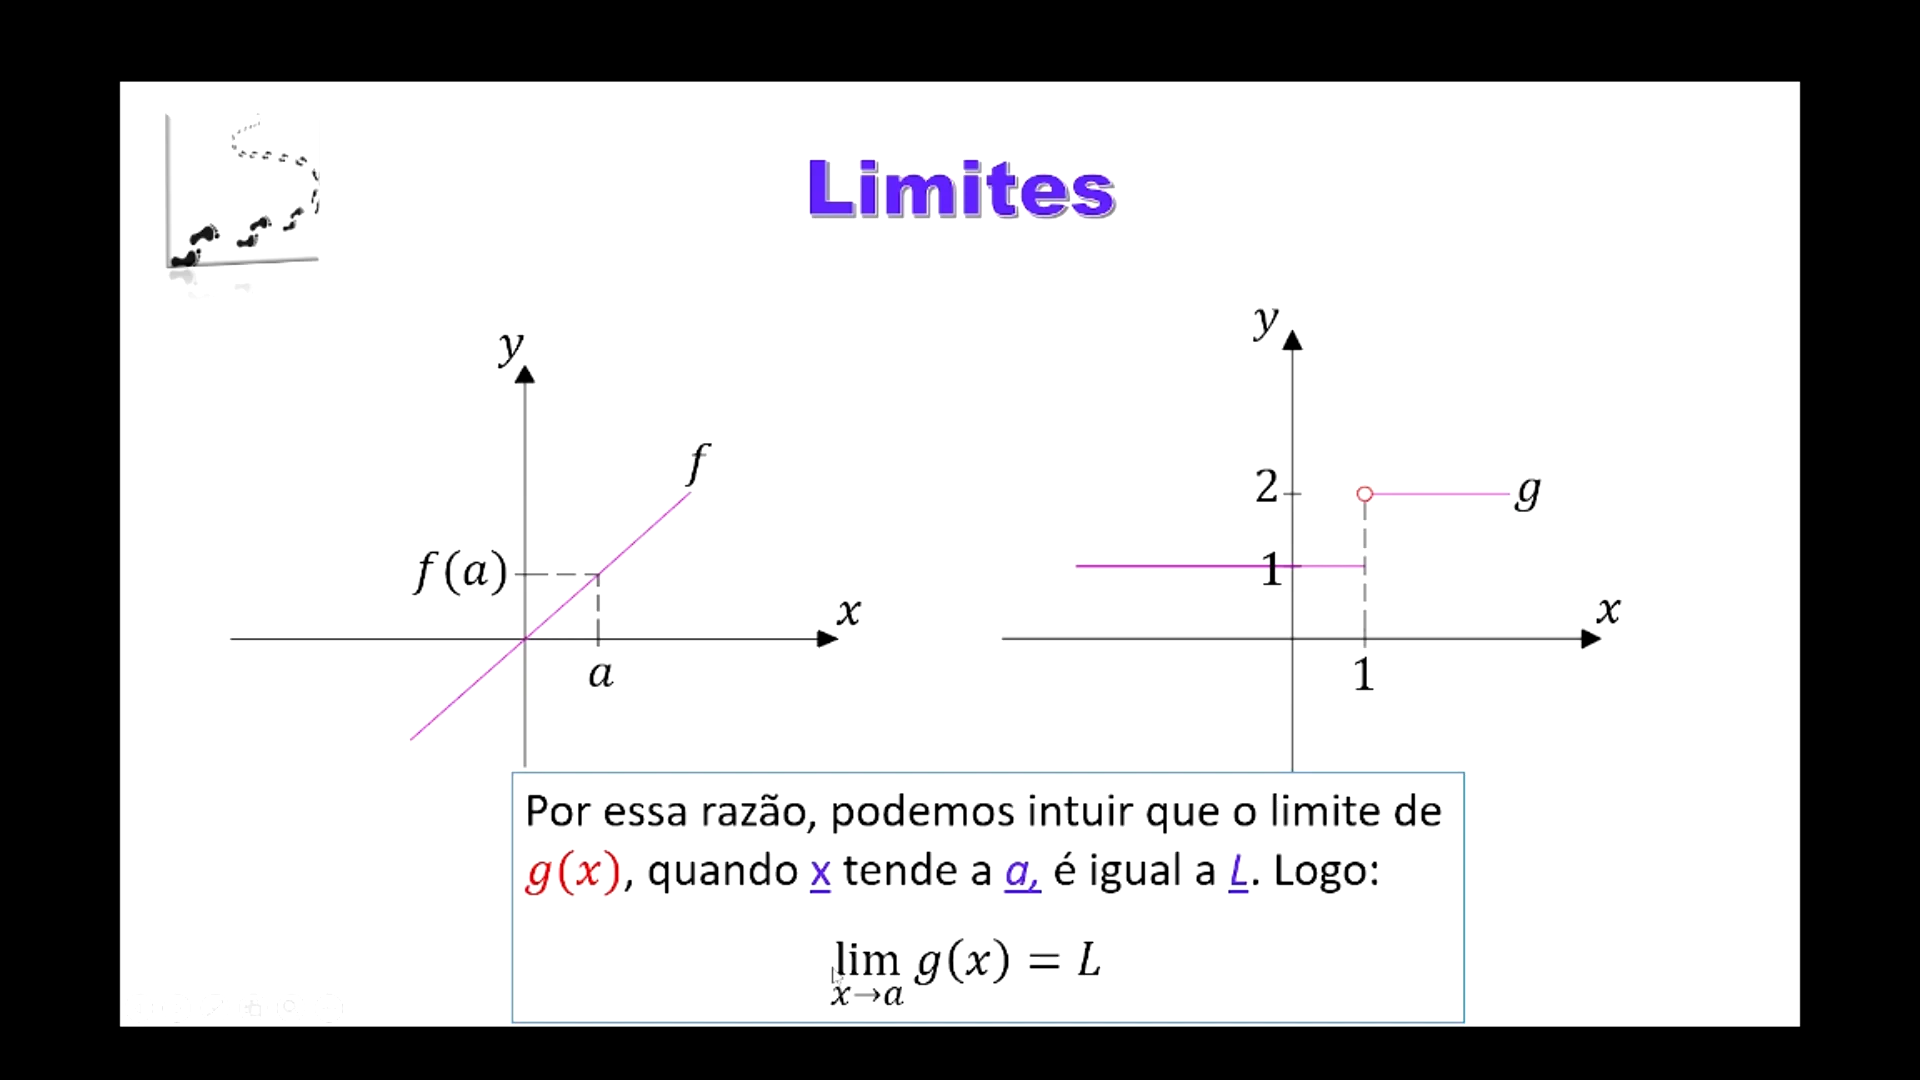 Limites
y
f
f(a)
x
a
y
2
g
1
x
1
Por essa razão, podemos intuir que o limite de
g(x), quando x tende a a, é igual a L. Logo:
lim g(x) = L
x→a